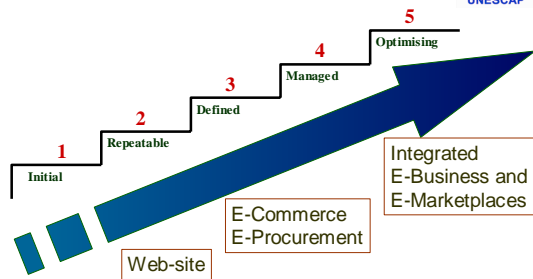 UNESCAP
5
Optimising
4
Managed
3
Defined
2
Repeatable
1
Initial
Integrated
E-Business and
E-Marketplaces
E-Commerce
E-Procurement
Web-site